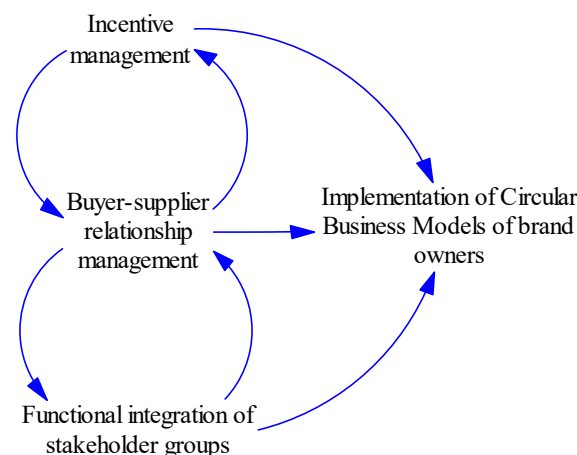 Incentive
management
Buyer-supplier
relationship
management
Implementation of Circular
Business Models of brand
owners
Functional integration of
stakeholder groups